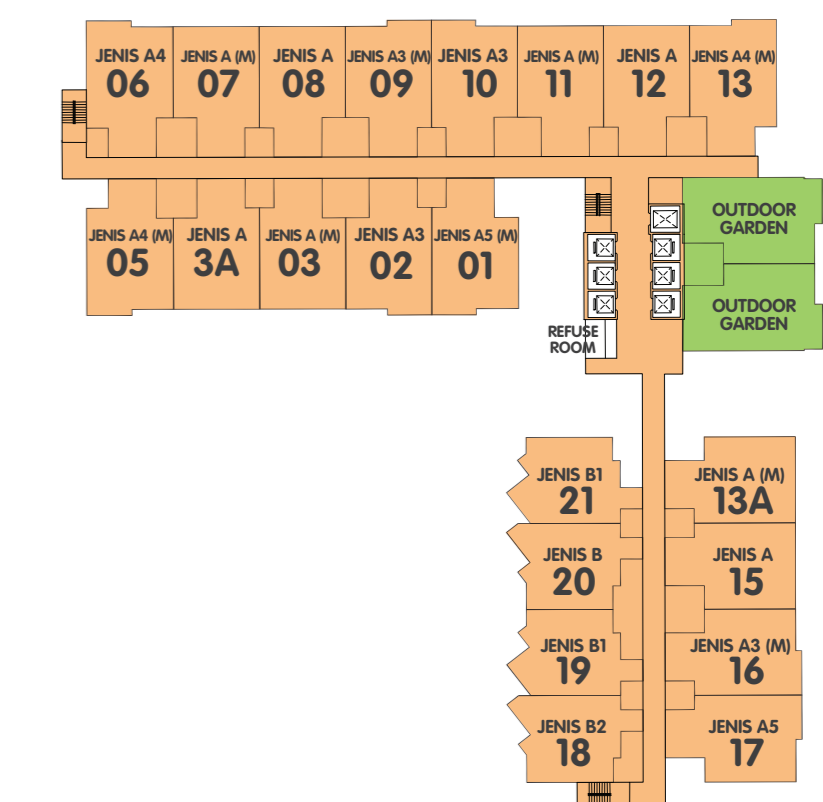 JENIS A4
06
JENIS A (M)
07
JENIS A
08
JENIS A3 (M)
09
JENIS A3
10
JENIS A (M)
11
JENIS A
12
JENIS A4 (M)
13
JENIS A4 (M)
05
JENIS A
3A
JENIS A (M)
03
JENIS A3
02
JENIS A5 (M)
01
OUTDOOR
GARDEN
OUTDOOR
GARDEN
REFUSE
ROOM
JENIS B1
21
JENIS A (M)
13A
JENIS B
20
JENIS A
15
JENIS B1
19
JENIS A3 (M)
16
JENIS B2
18
JENIS A5
17